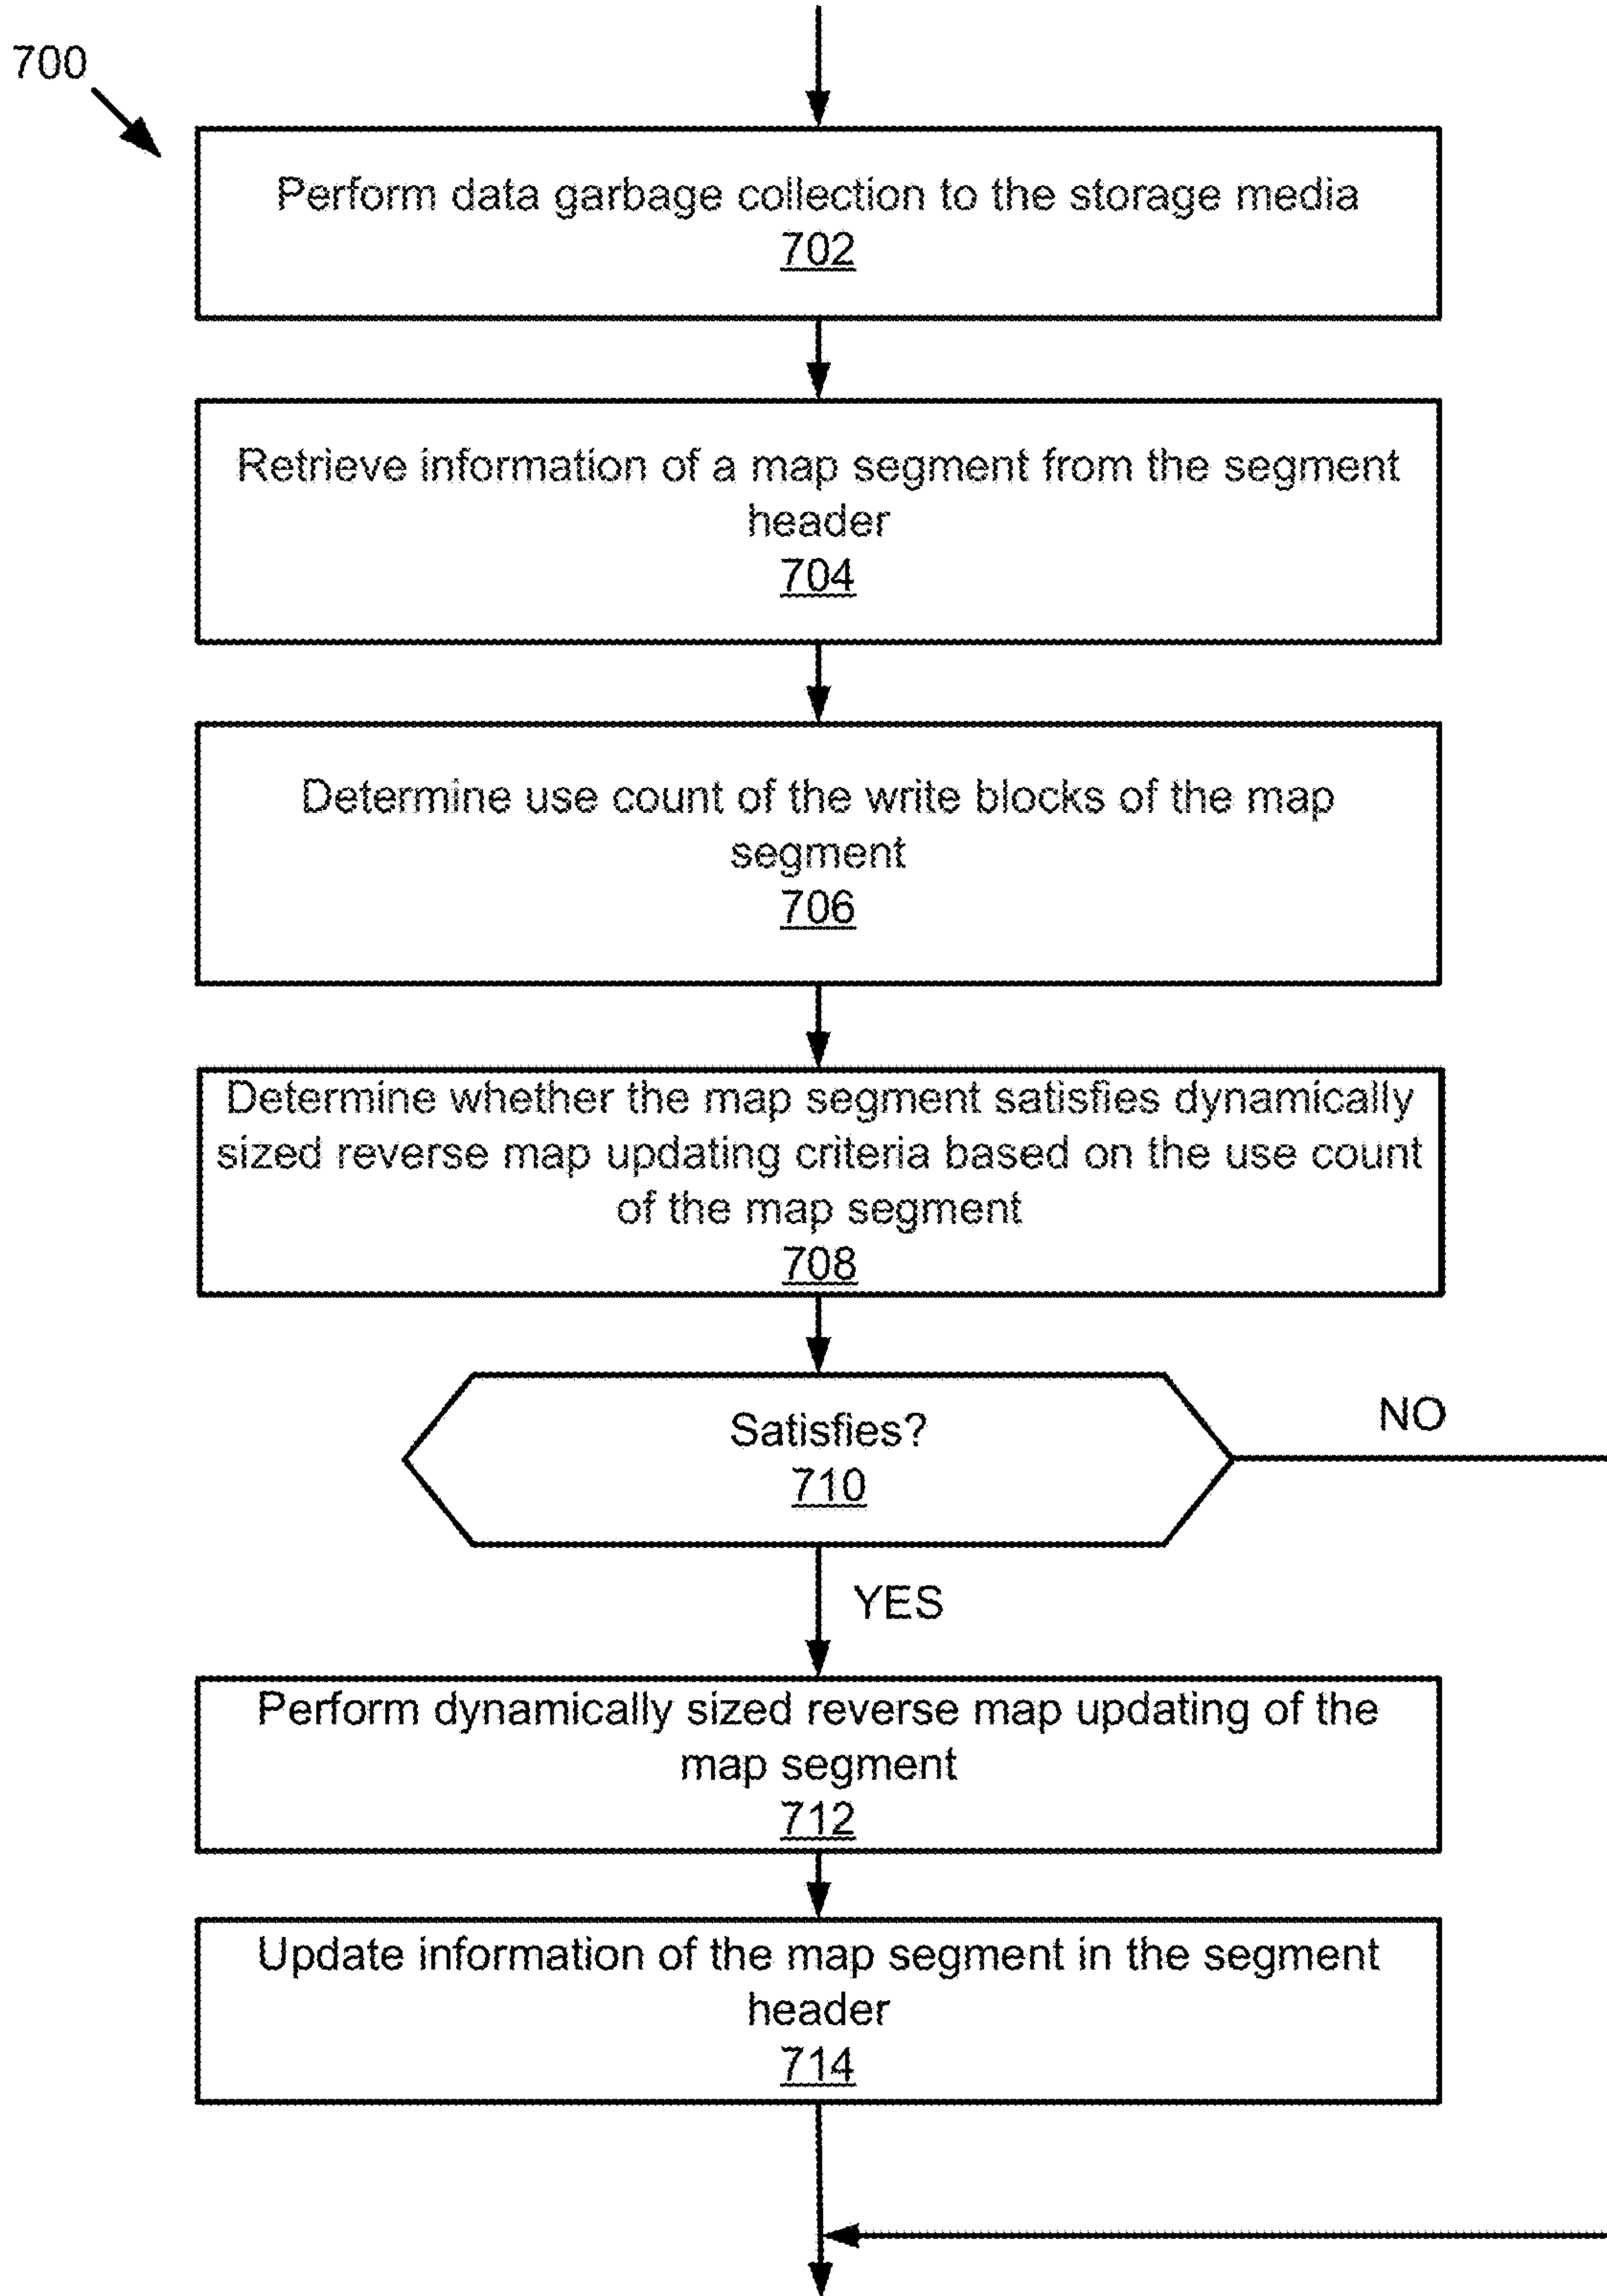 700
Perform data garbage collection to the storage media
702
Retrieve information of a map segment from the segment
header
704
Determine use count of the write blocks of the map
segment
706
Determine whether the map segment satisfies dynamically
sized reverse map updating criteria based on the use count
of the map segment
708
Satisfies?
710
NO
YES
Perform dynamically sized reverse map updating of the
map segment
712
Update information of the map segment in the segment
header
714